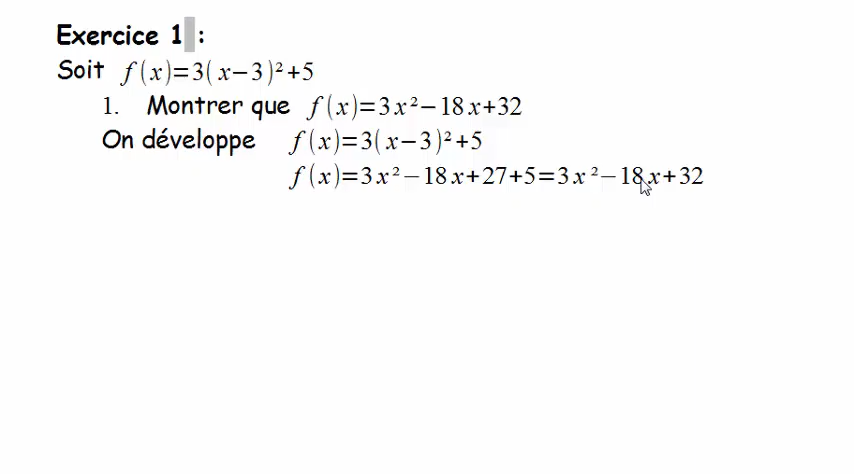 Exercice 1 :
Soit f(x)=3(x−3)²+5
1. Montrer que f(x)=3x²−18x+32
On développe f(x)=3(x−3)²+5
f(x)=3x²−18x+27+5=3x²−18x+32